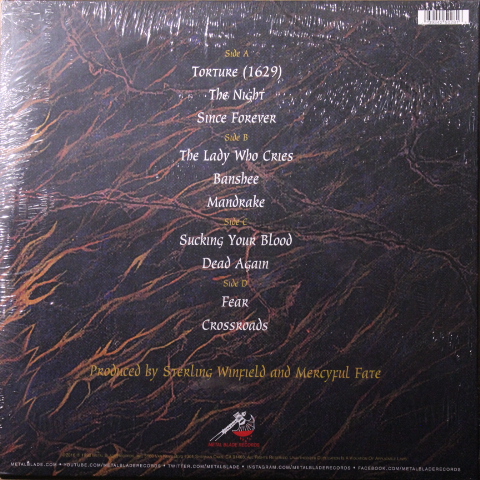 Side A
Torture (1629)
The Night
Since Forever
Side B
The Lady Who Cries
Banshee
Mandrake
Side C
Sucking Your Blood
Dead Again
Side D
Fear
Crossroads
Produced by Sterling Winfield and Mercyful Fate
METAL BLADE RECORDS
METALBLADE.COM • YOUTUBE.COM/METALBLADERECORDS • TWITTER.COM/METALBLADE • INSTAGRAM.COM/METALBLADERECORDS • FACEBOOK.COM/METALBLADERECORDS